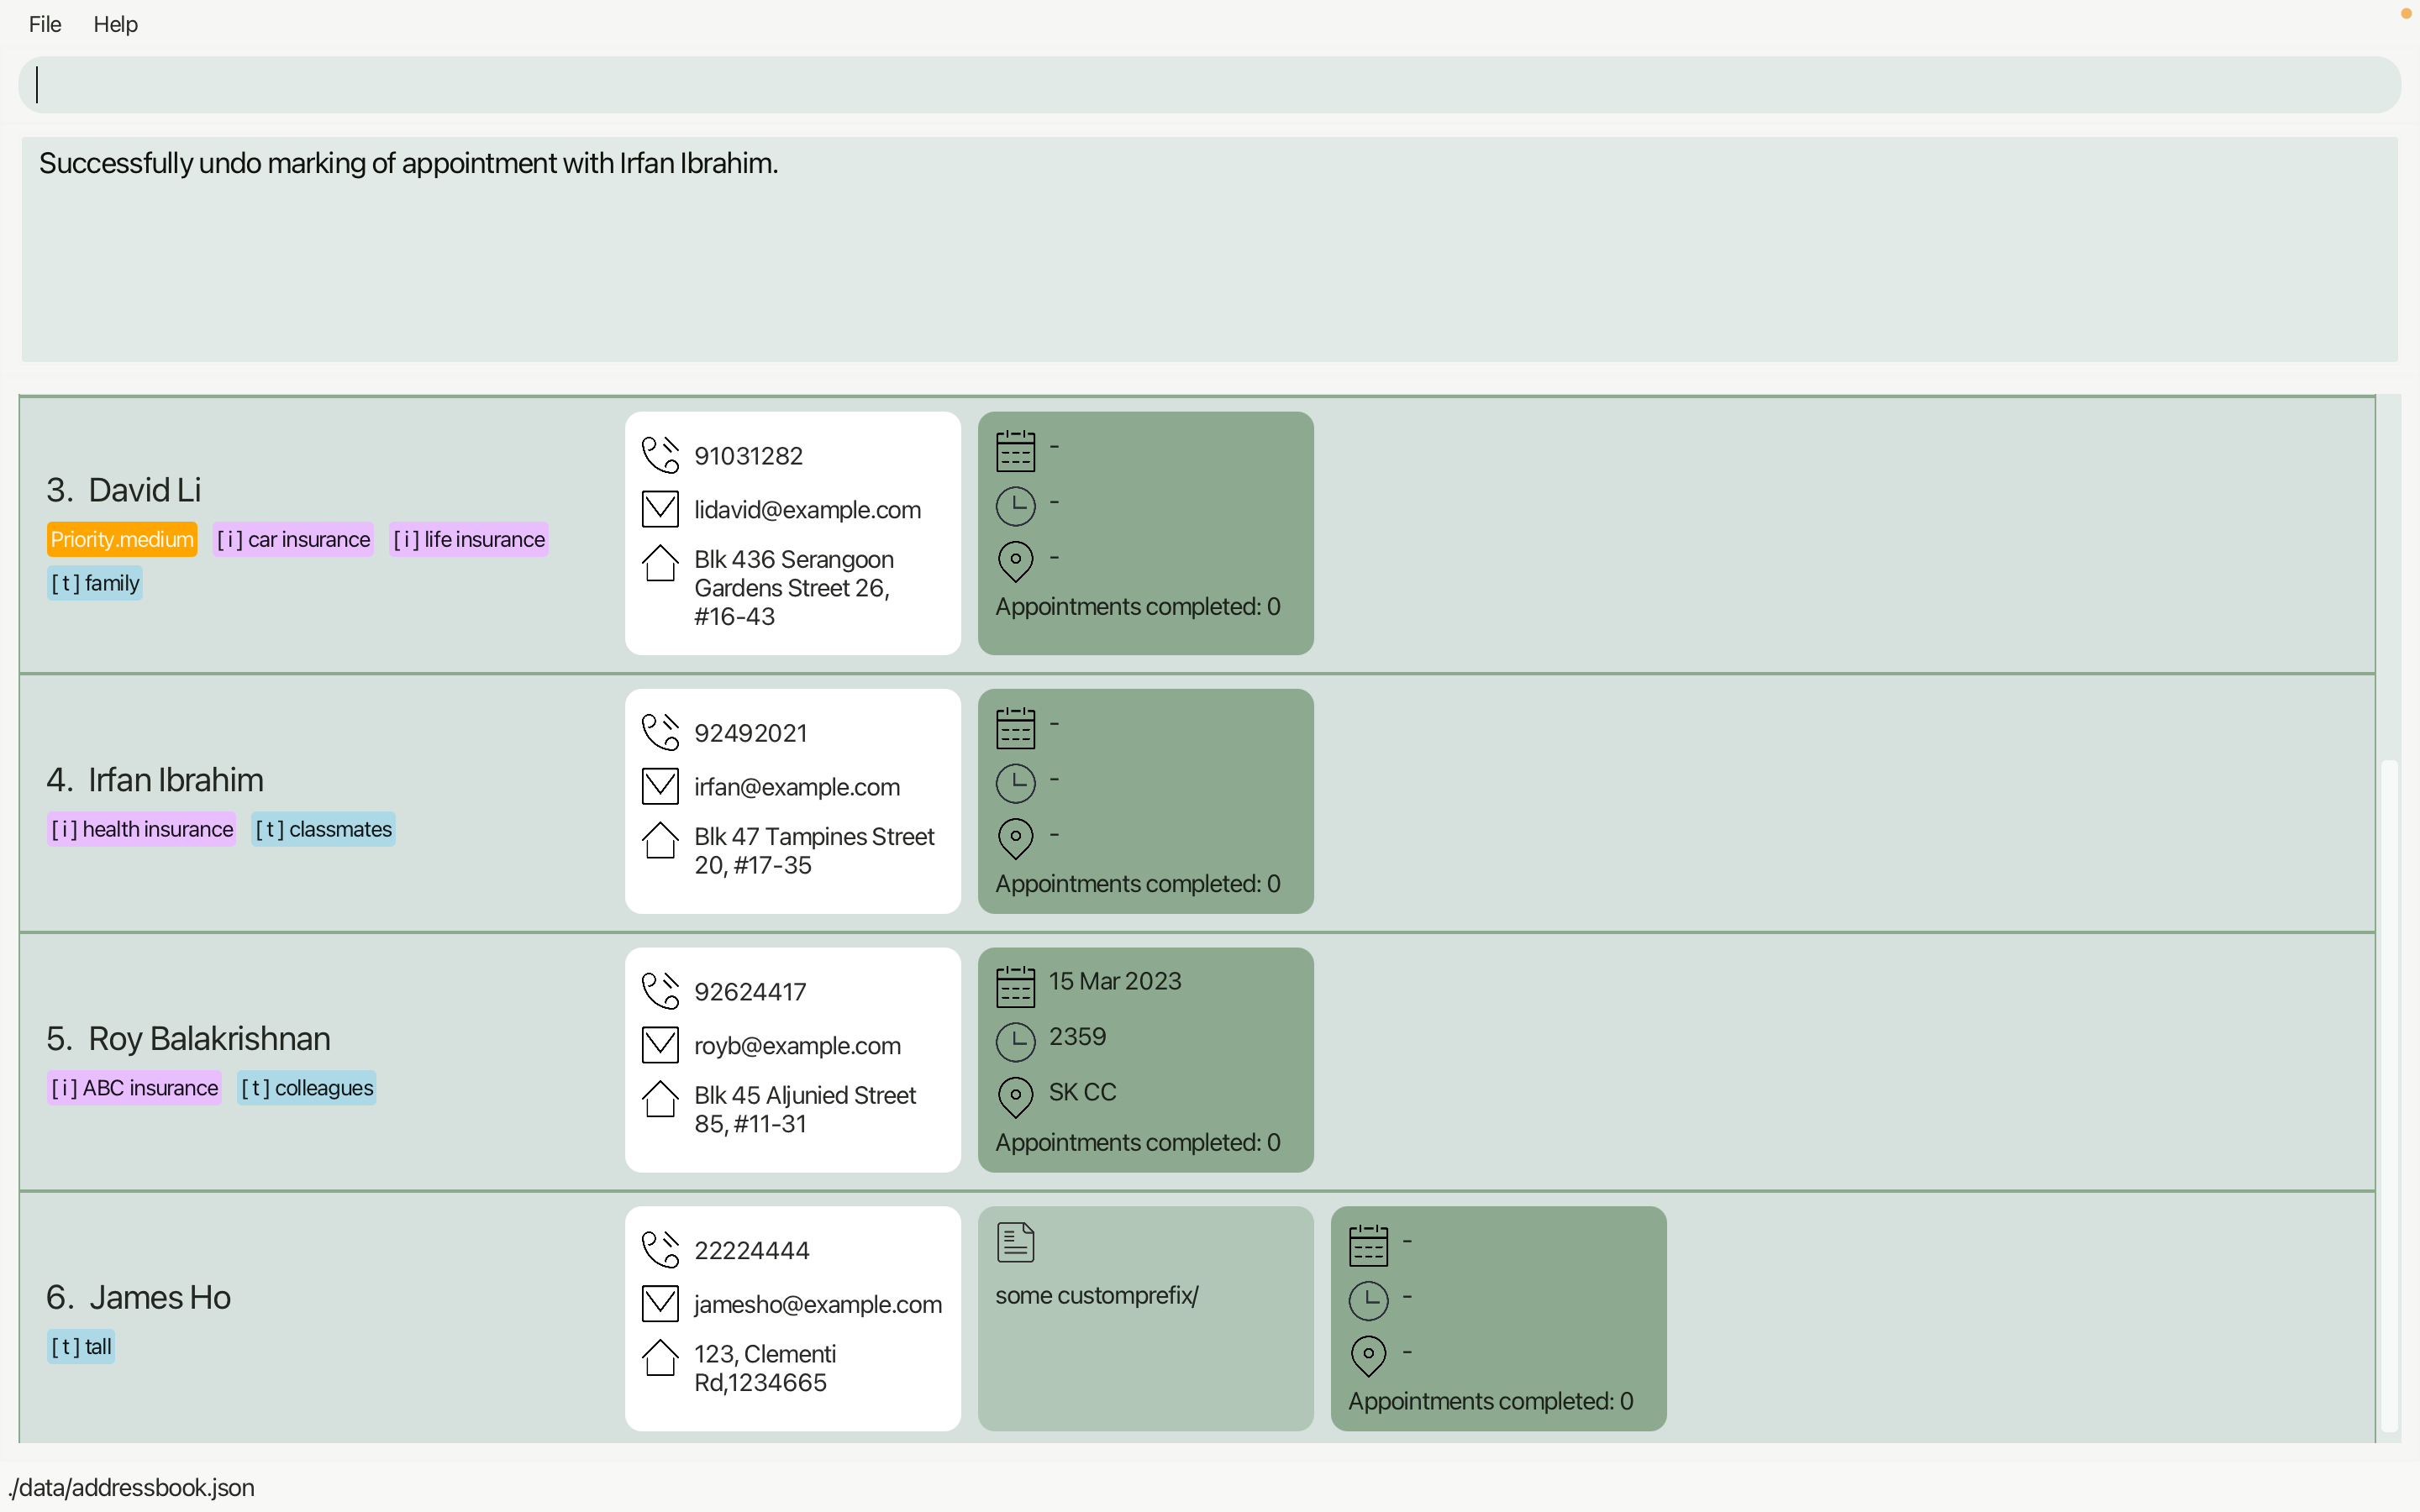 File Help
Successfully undo marking of appointment with Irfan Ibrahim.
3. David Li
Priority.medium [ i ] car insurance [ i ] life insurance
[ t ] family
91031282
lidavid@example.com
Blk 436 Serangoon
Gardens Street 26,
#16-43
-
-
-
Appointments completed: 0
4. Irfan Ibrahim
[ i ] health insurance [ t ] classmates
92492021
irfan@example.com
Blk 47 Tampines Street
20, #17-35
-
-
-
Appointments completed: 0
5. Roy Balakrishnan
[ i ] ABC insurance [ t ] colleagues
92624417
royb@example.com
Blk 45 Aljunied Street
85, #11-31
15 Mar 2023
2359
SK CC
Appointments completed: 0
6. James Ho
[ t ] tall
22224444
jamesho@example.com
123, Clementi
Rd,1234665
some customprefix/
-
-
-
Appointments completed: 0
./data/addressbook.json